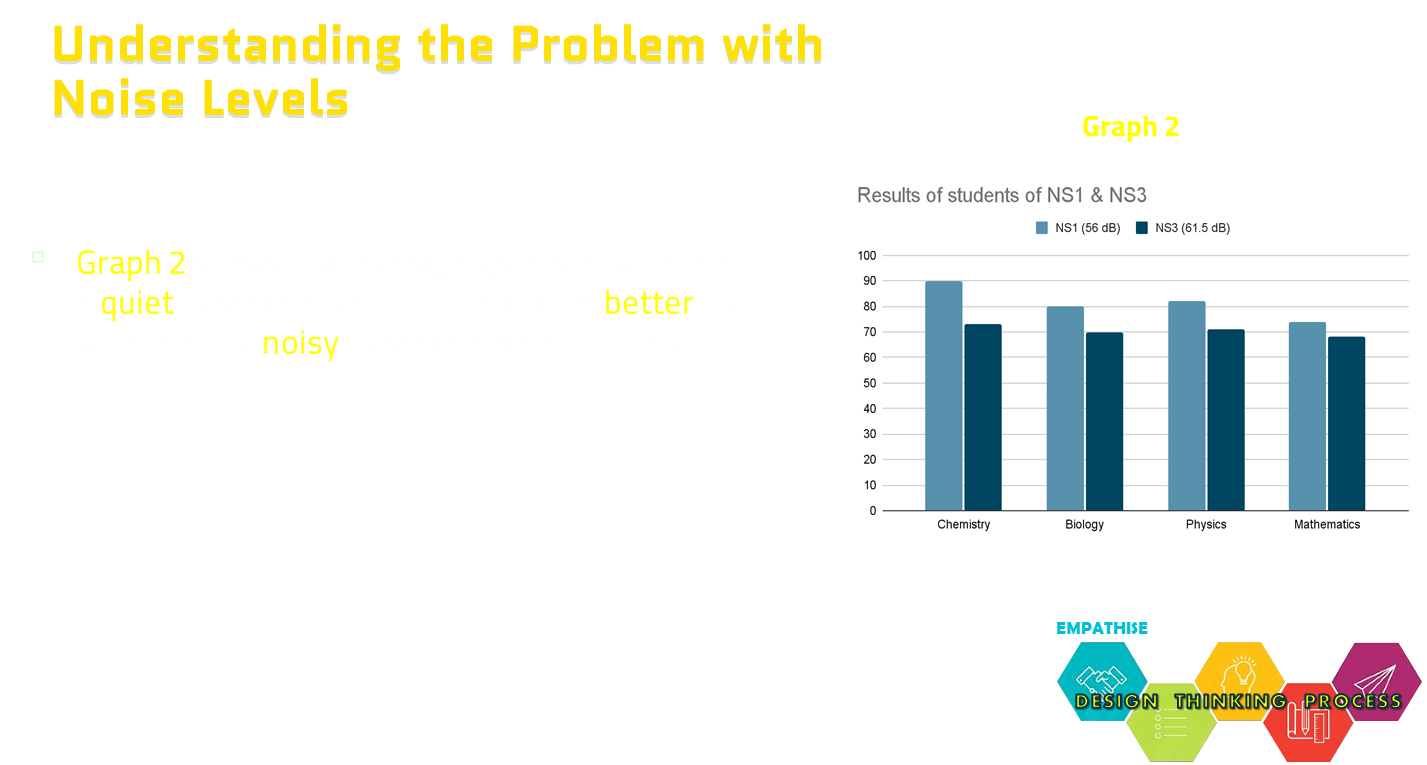 Understanding the Problem with
Noise Levels
Graph 2
quiet better
noisy
Graph 2
Results of students of NS1 & NS3
NS1 (56 dB) NS3 (61.5 dB)
100
90
80
70
60
50
40
30
20
10
0
Chemistry Biology Physics Mathematics
EMPATHISE
DESIGN THINKING PROCESS